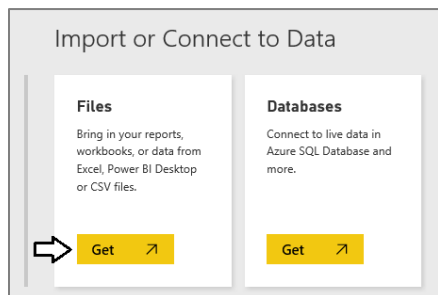 Import or Connect to Data
Files
Bring in your reports,
workbooks, or data from
Excel, Power BI Desktop
or CSV files.
Get
Databases
Connect to live data in
Azure SQL Database and
more.
Get